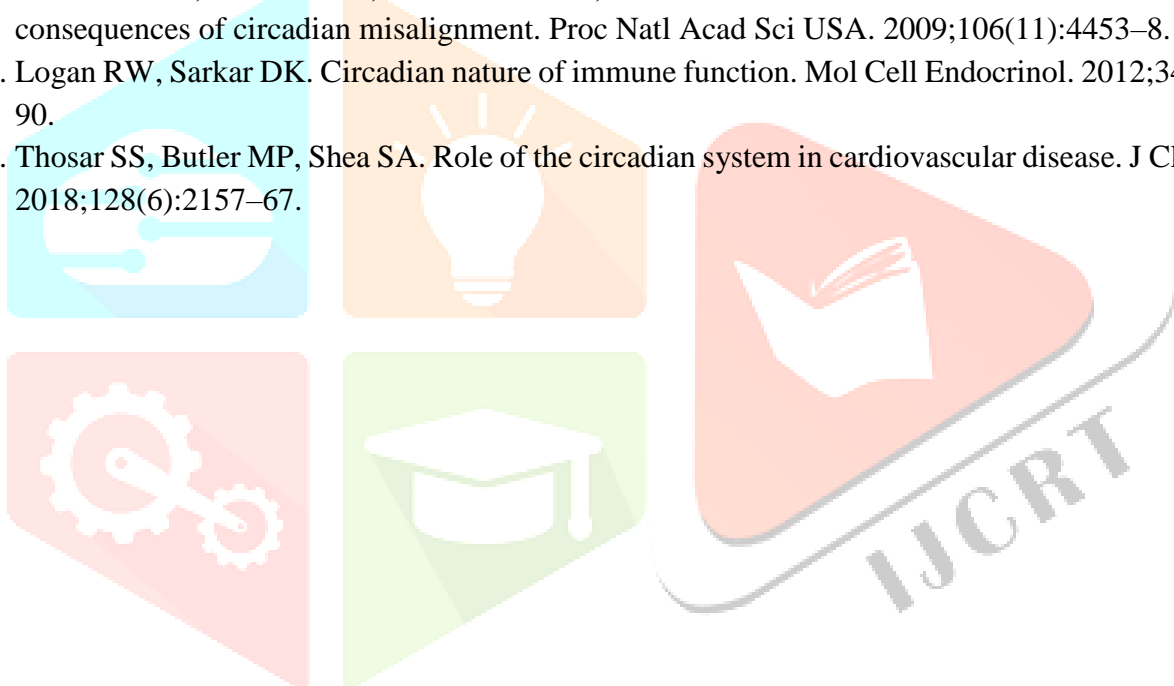 consequences of circadian misalignment. Proc Natl Acad Sci USA. 2009;106(11):4453–8.
. Logan RW, Sarkar DK. Circadian nature of immune function. Mol Cell Endocrinol. 2012;34
90.
. Thosar SS, Butler MP, Shea SA. Role of the circadian system in cardiovascular disease. J Cl
2018;128(6):2157–67.
IJCRT